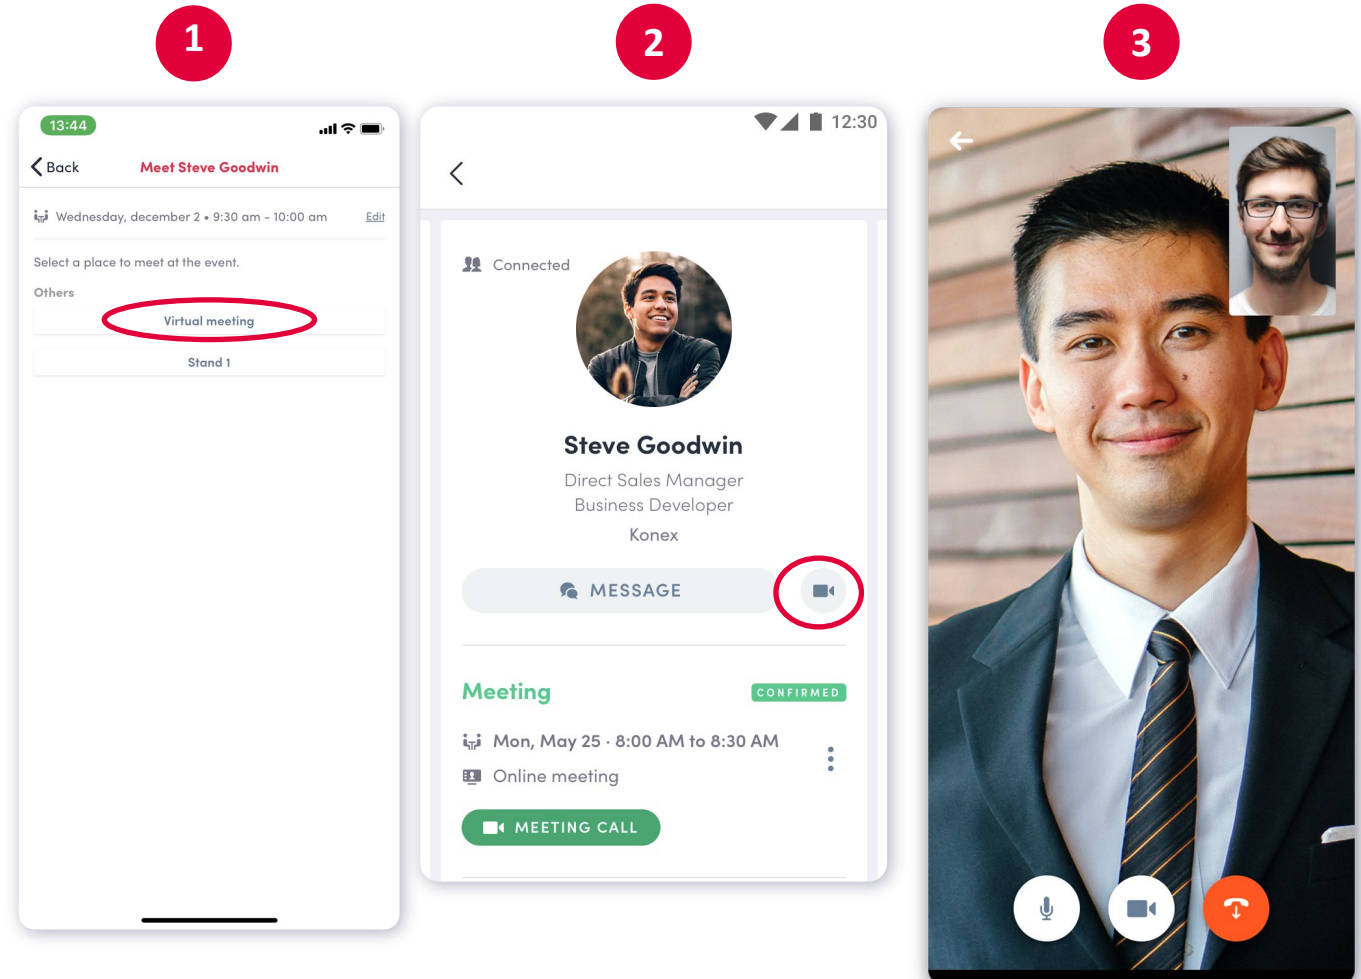 1
2
3
13:44
Back
Meet Steve Goodwin
Wednesday, december 2 • 9:30 am - 10:00 am
Edit
Select a place to meet at the event.
Others
Virtual meeting
Stand 1
12:30
Connected
Steve Goodwin
Direct Sales Manager
Business Developer
Konex
MESSAGE
Meeting
CONFIRMED
Mon, May 25 · 8:00 AM to 8:30 AM
Online meeting
MEETING CALL